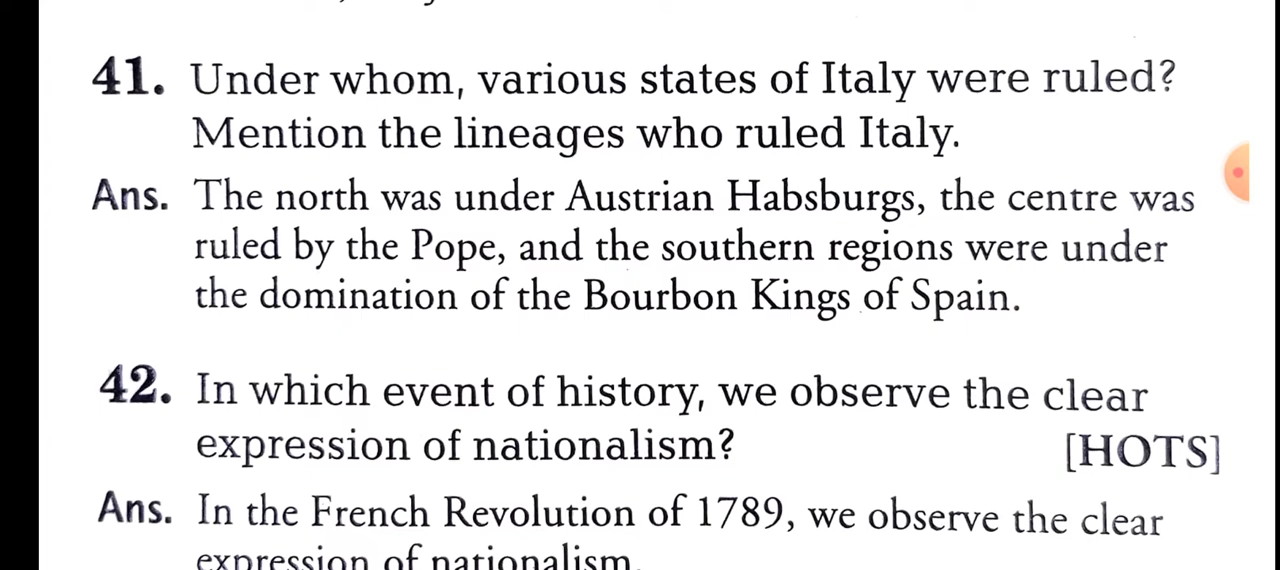 41. Under whom, various states of Italy were ruled?
Mention the lineages who ruled Italy.
Ans. The north was under Austrian Habsburgs, the centre was
ruled by the Pope, and the southern regions were under
the domination of the Bourbon Kings of Spain.
42. In which event of history, we observe the clear
expression of nationalism? [HOTS]
Ans. In the French Revolution of 1789, we observe the clear
expression of nationalism.